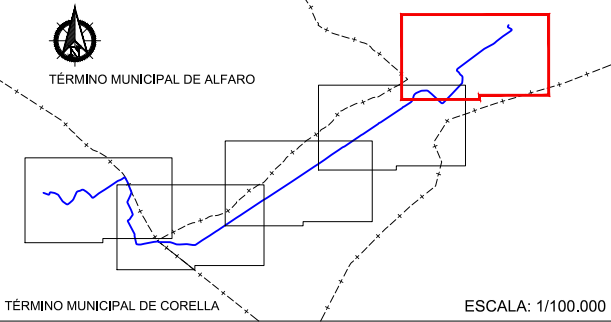 N
TÉRMINO MUNICIPAL DE ALFARO
TÉRMINO MUNICIPAL DE CORELLA
ESCALA: 1/100.000